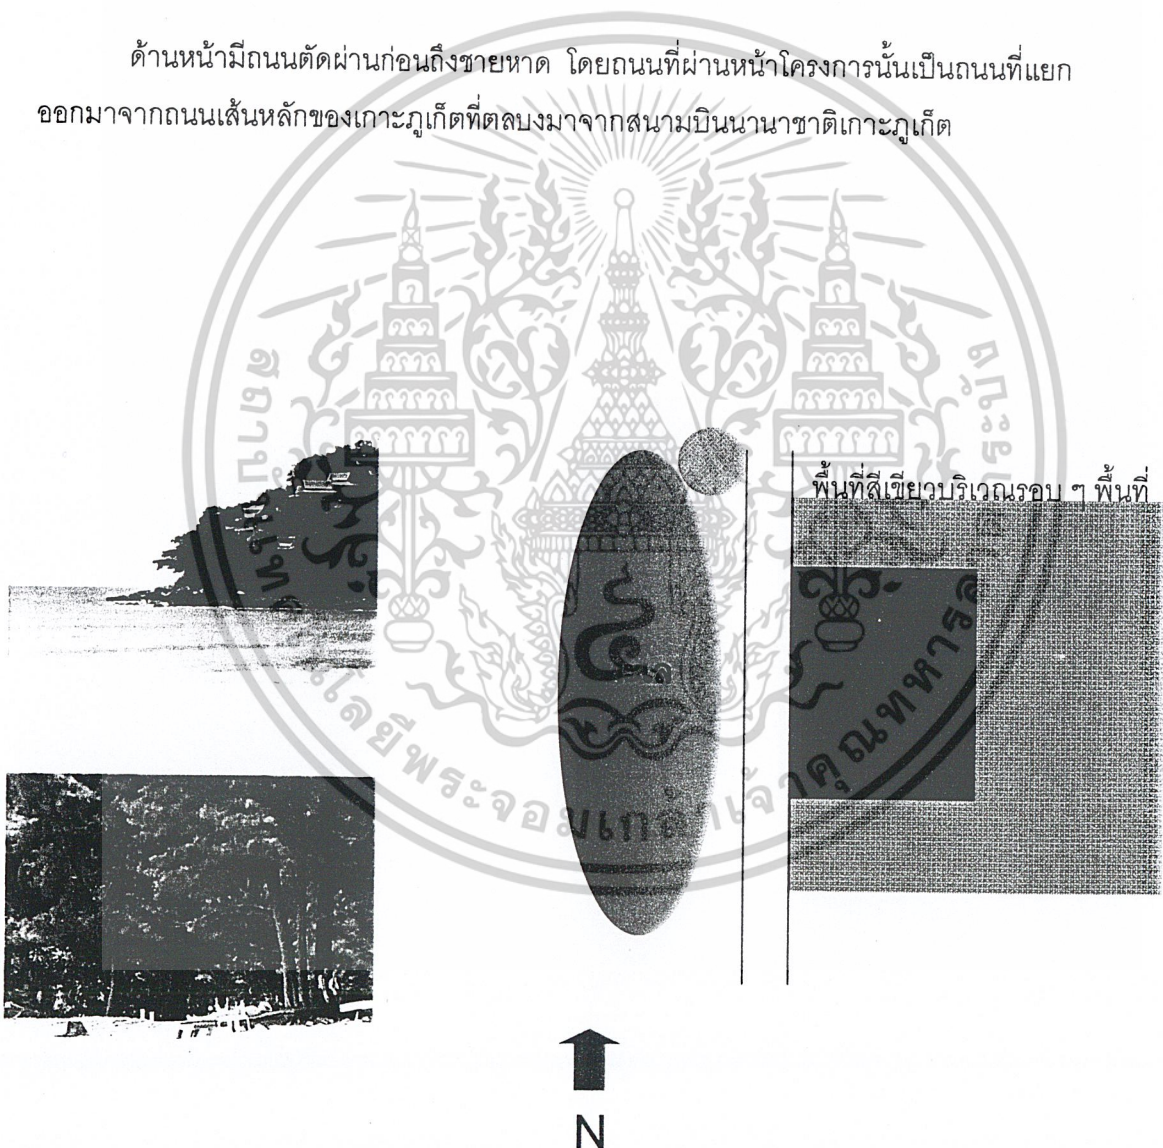 ด้านหน้ามีถนนตัดผ่านก่อนถึงชายหาด โดยถนนที่ผ่านหน้าโครงการนั้นเป็นถนนที่แยก
ออกมาจากถนนเส้นหลักของเกาะภูเก็ตที่ตลบงมาจากสนามบินนานาชาติเกาะภูเก็ต
พื้นที่สีเขียวบริเวณรอบ ๆ พื้นที่
N